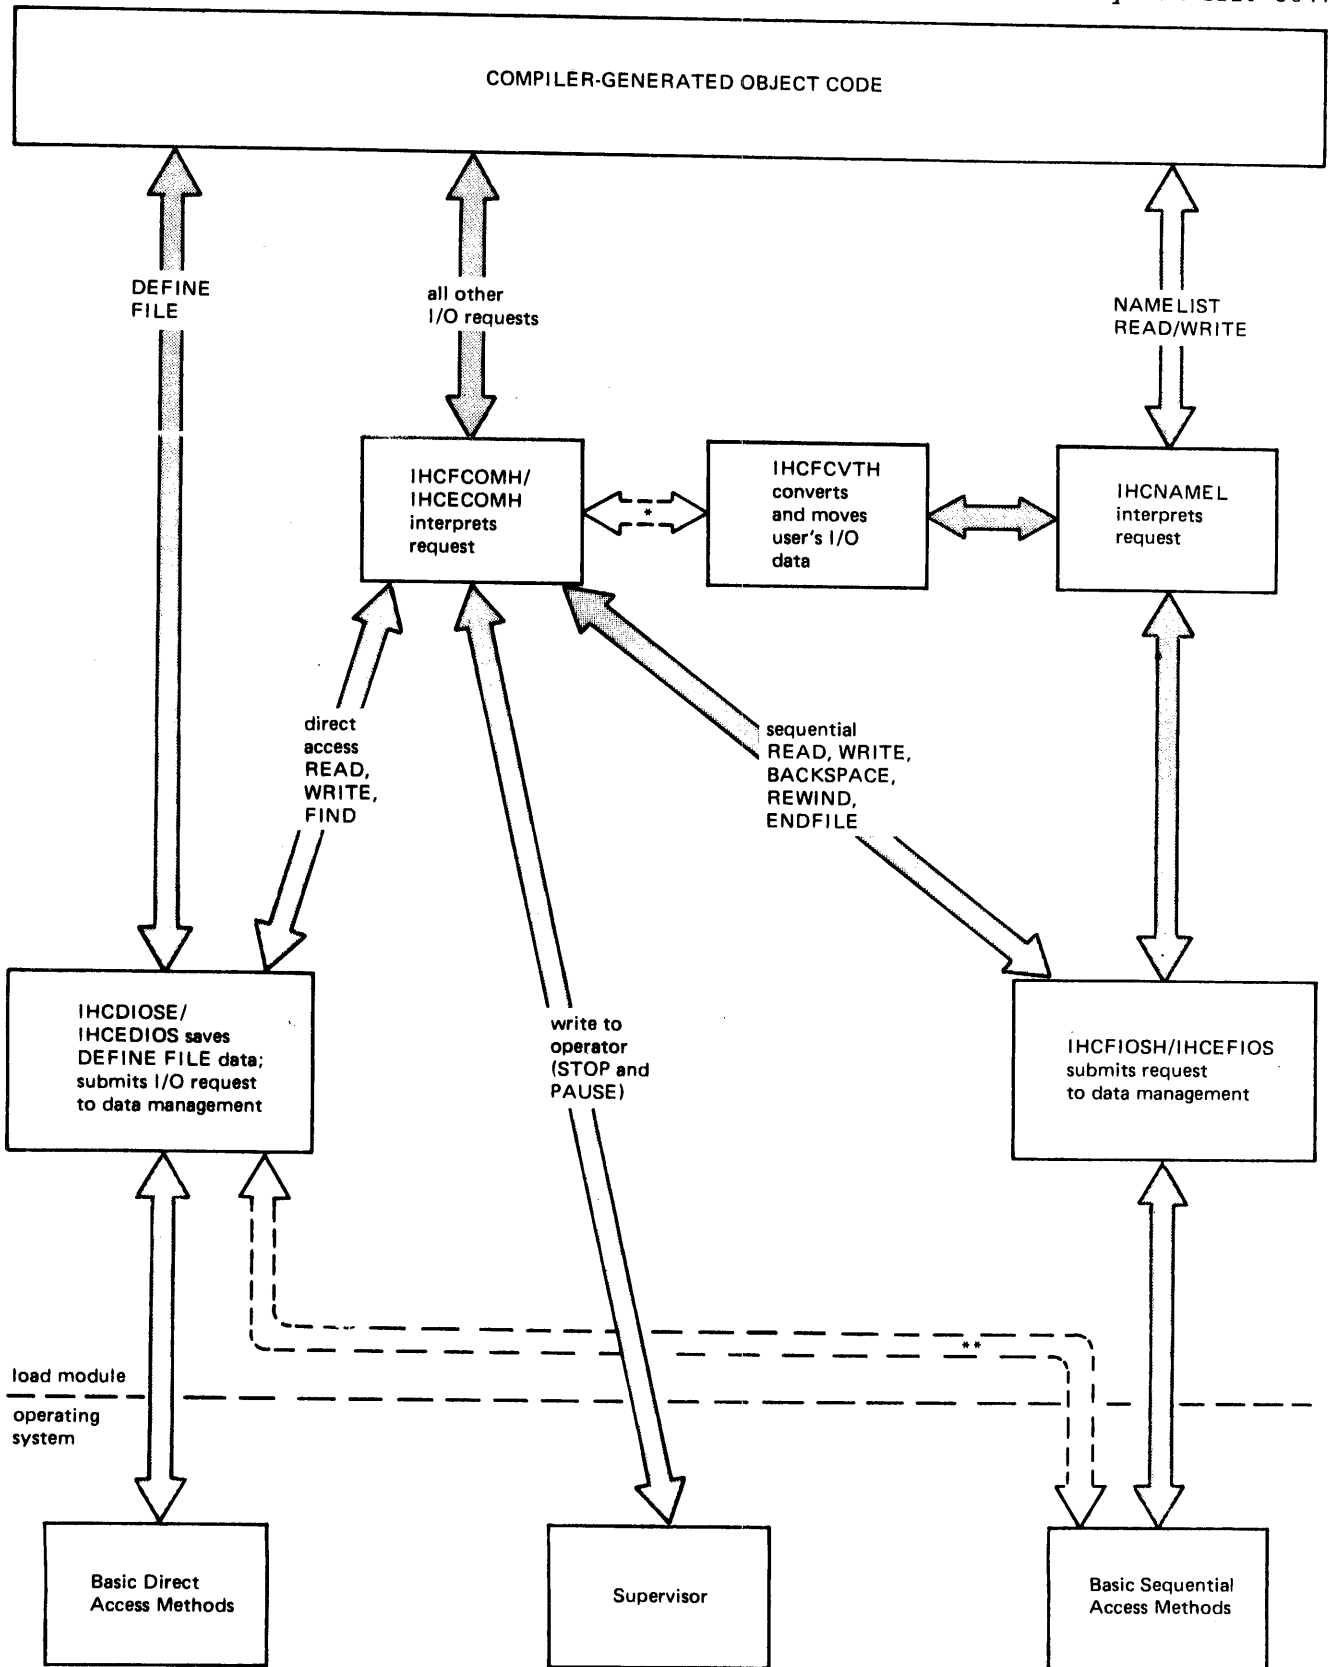 COMPILER-GENERATED OBJECT CODE
DEFINE
FILE
all other
I/O requests
NAMELIST
READ/WRITE
IHCFCOMH/
IHCECOMH
interprets
request
*
IHCFCVTH
converts
and moves
user's I/O
data
IHCNAMEL
interprets
request
direct
access
READ,
WRITE,
FIND
sequential
READ, WRITE,
BACKSPACE,
REWIND,
ENDFILE
IHCDIOSE/
IHCEDIOS saves
DEFINE FILE data;
submits I/O request
to data management
write to
operator
(STOP and
PAUSE)
IHCFIOSH/IHCEFIOS
submits request
to data management
**
load module
operating
system
Basic Direct
Access Methods
Supervisor
Basic Sequential
Access Methods